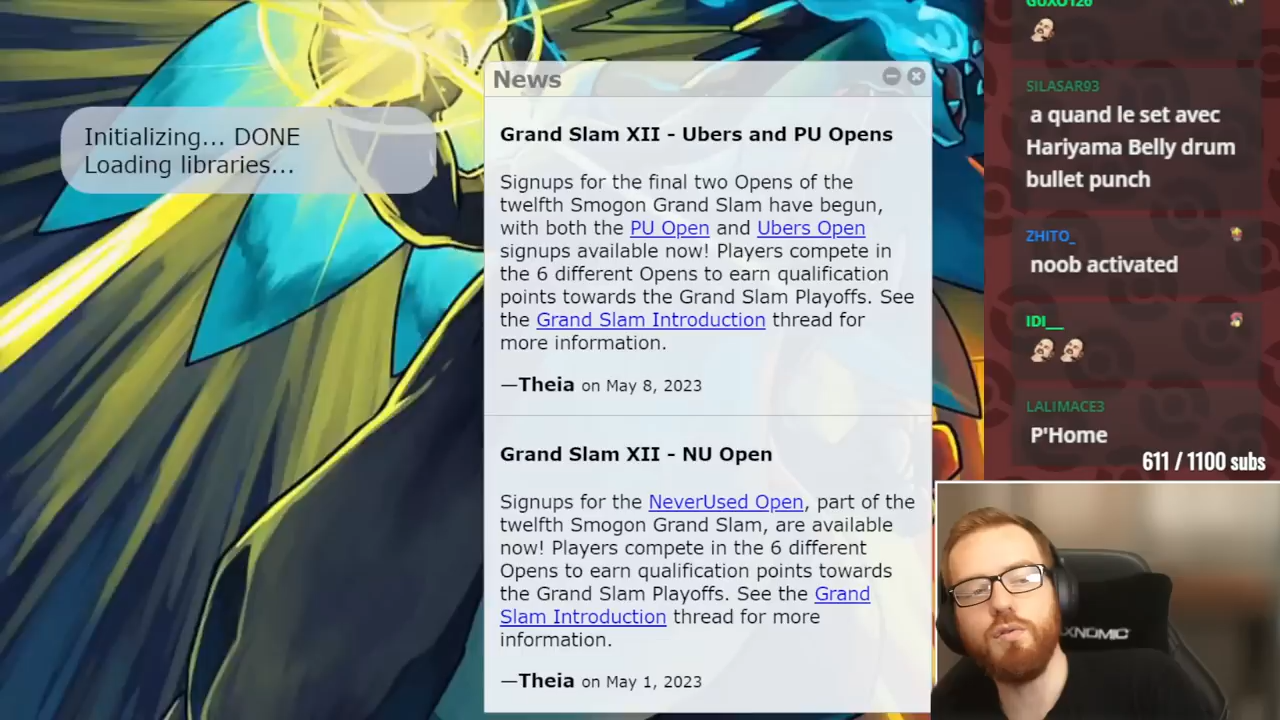 Initializing... DONE
Loading libraries...
News
Grand Slam XII - Ubers and PU Opens
Signups for the final two Opens of the
twelfth Smogon Grand Slam have begun,
with both the PU Open and Ubers Open
signups available now! Players compete in
the 6 different Opens to earn qualification
points towards the Grand Slam Playoffs. See
the Grand Slam Introduction thread for
more information.
—Theia on May 8, 2023
Grand Slam XII - NU Open
Signups for the NeverUsed Open, part of the
twelfth Smogon Grand Slam, are available
now! Players compete in the 6 different
Opens to earn qualification points towards
the Grand Slam Playoffs. See the Grand
Slam Introduction thread for more
information.
—Theia on May 1, 2023
GUXO126
SILASAR93
a quand le set avec
Hariyama Belly drum
bullet punch
ZHITO_
noob activated
IDI__
LALIMACE3
P'Home
611 / 1100 subs